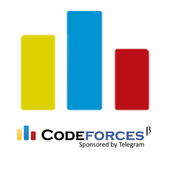 CODEFORCES β
Sponsored by Telegram